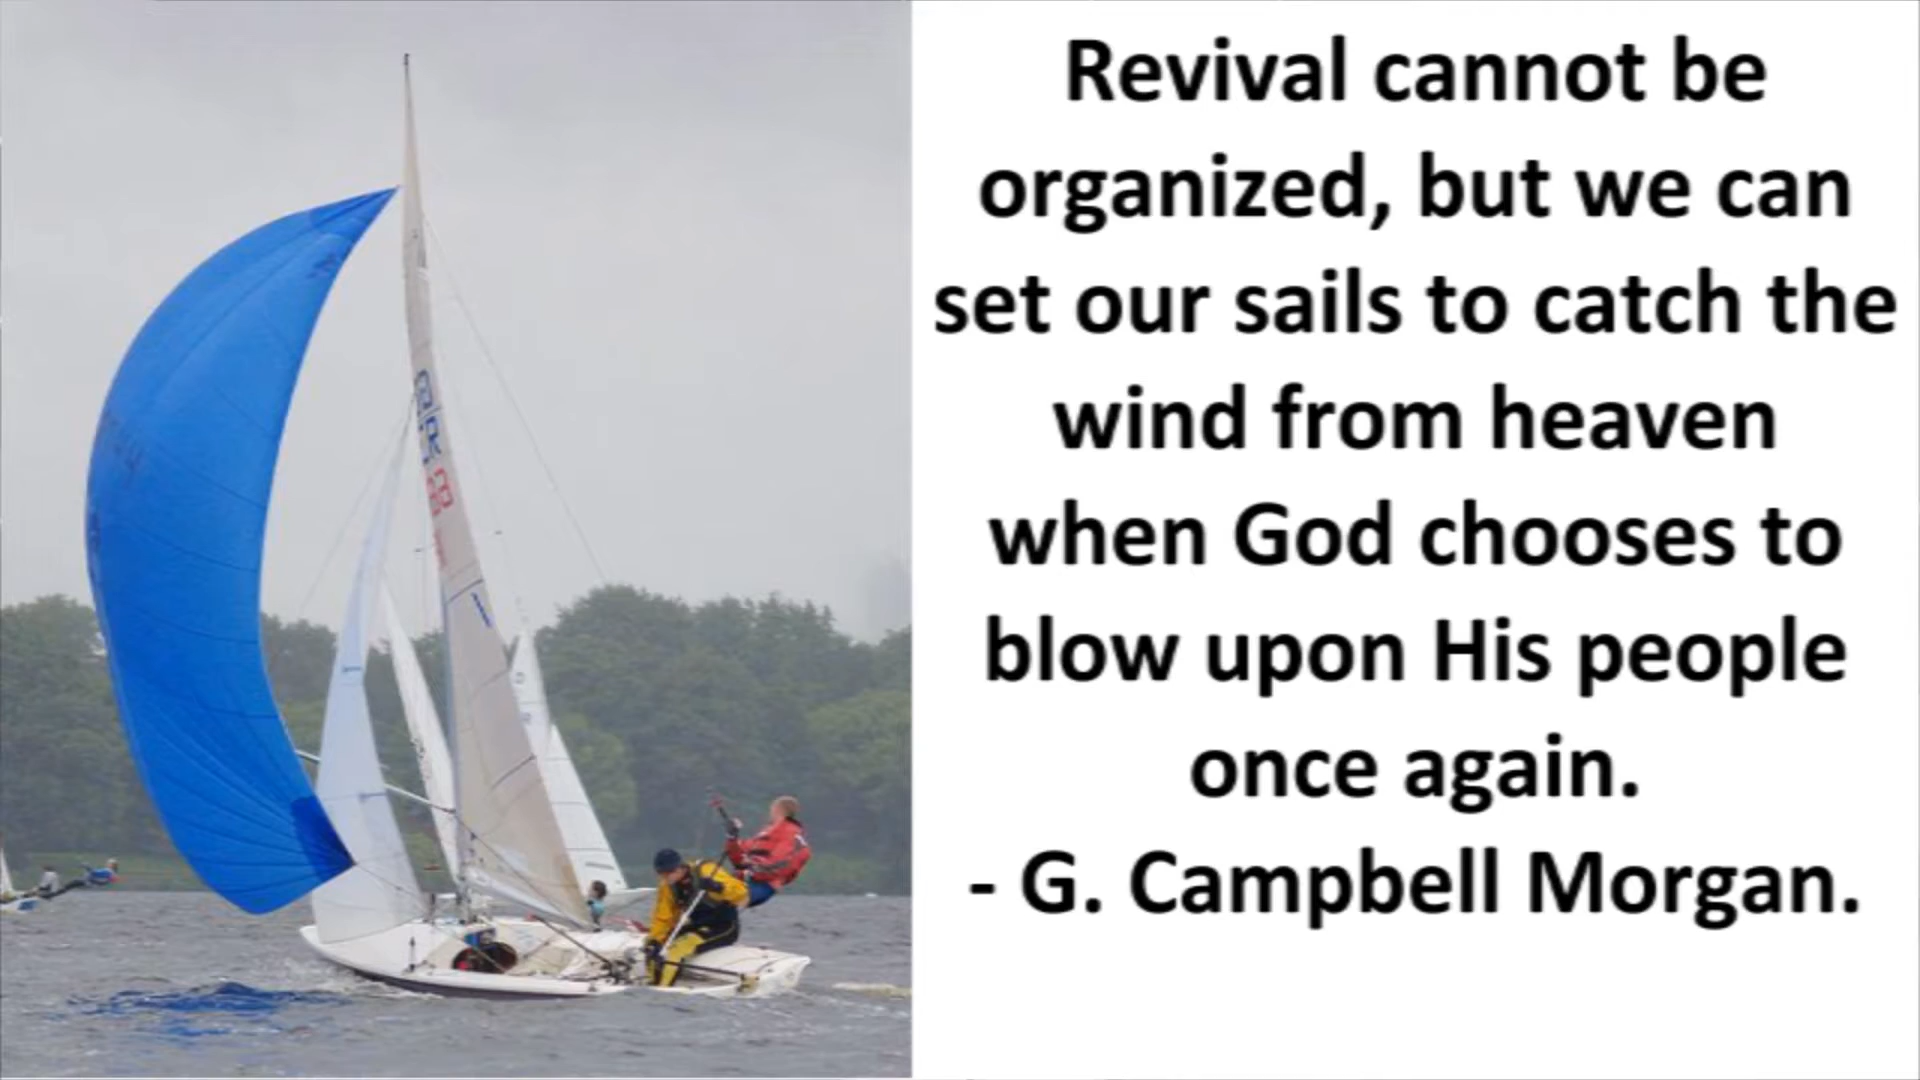 Revival cannot be
organized, but we can
set our sails to catch the
wind from heaven
when God chooses to
blow upon His people
once again.
- G. Campbell Morgan.